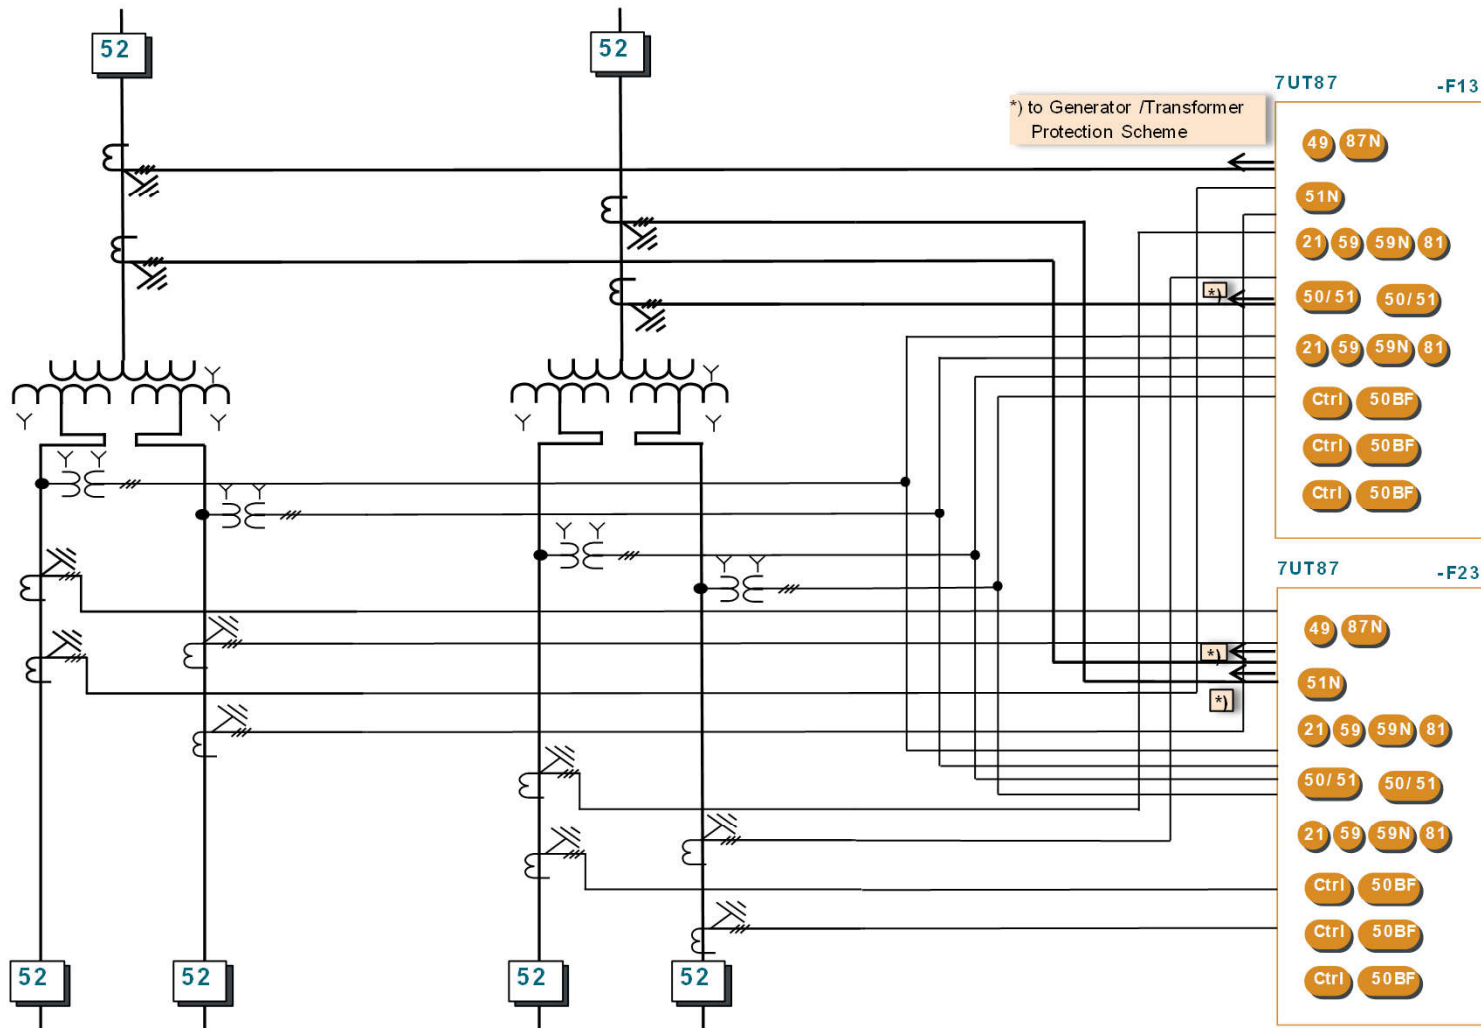 52
52
7UT87 -F13
*) to Generator /Transformer
Protection Scheme
49 87N
51N
21 59 59N 81
*)
50/51 50/51
21 59 59N 81
Ctrl 50BF
Ctrl 50BF
Ctrl 50BF
7UT87 -F23
49 87N
*)
51N
*)
21 59 59N 81
50/51 50/51
21 59 59N 81
Ctrl 50BF
Ctrl 50BF
Ctrl 50BF
52
52
52
52